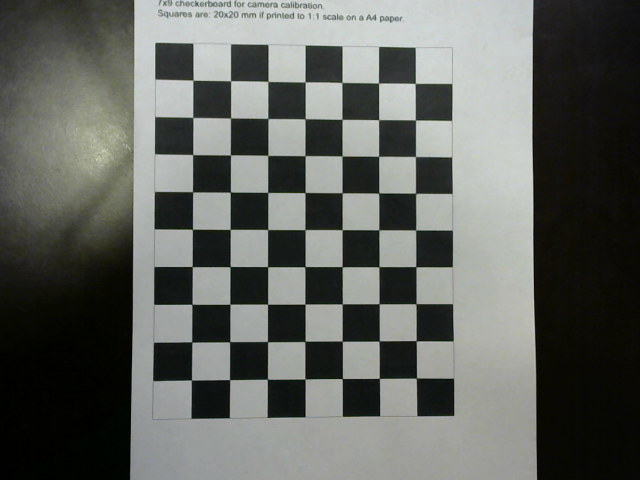 7x9 checkerboard for camera calibration.
Squares are: 20x20 mm if printed to 1:1 scale on a A4 paper.